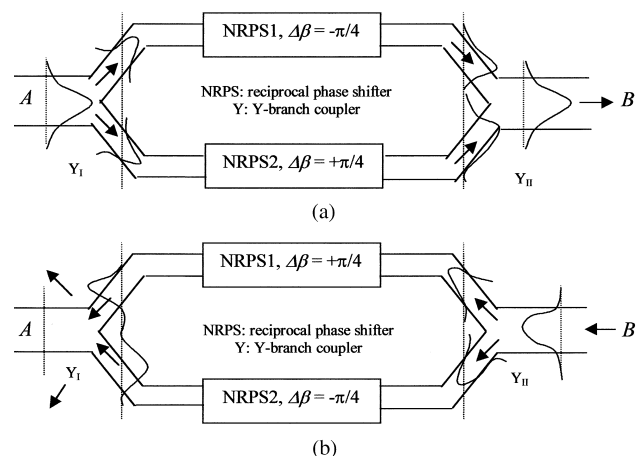 NRPS1, Δβ = -π/4
NRPS: reciprocal phase shifter
Y: Y-branch coupler
A
B
Y_I
NRPS2, Δβ = +π/4
Y_II
(a)
NRPS1, Δβ = +π/4
NRPS: reciprocal phase shifter
Y: Y-branch coupler
A
B
Y_I
Y_II
NRPS2, Δβ = -π/4
(b)